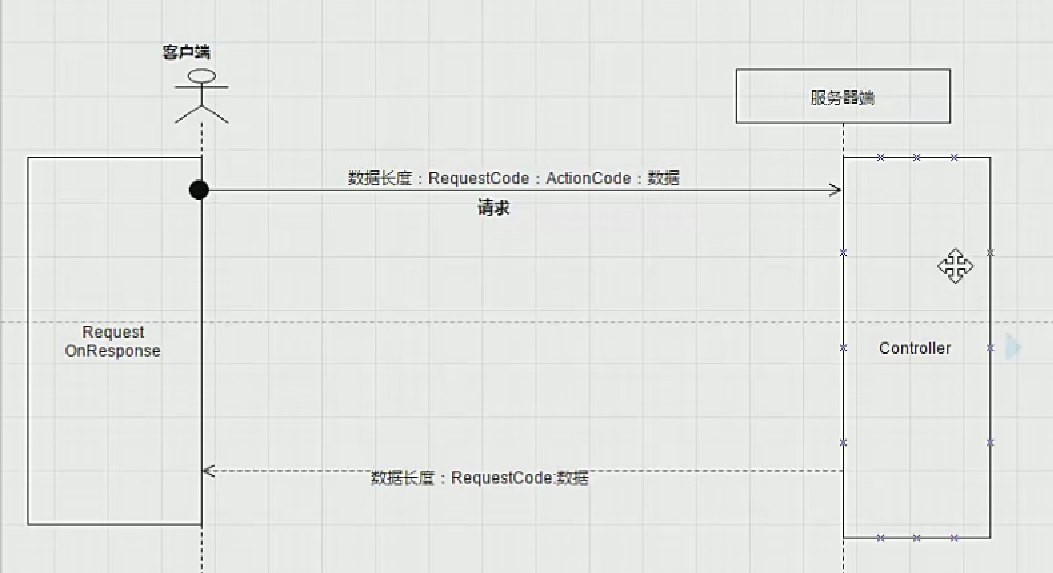 客户端
服务器端
数据长度：RequestCode：ActionCode：数据
请求
Request
OnResponse
Controller
数据长度：RequestCode:数据